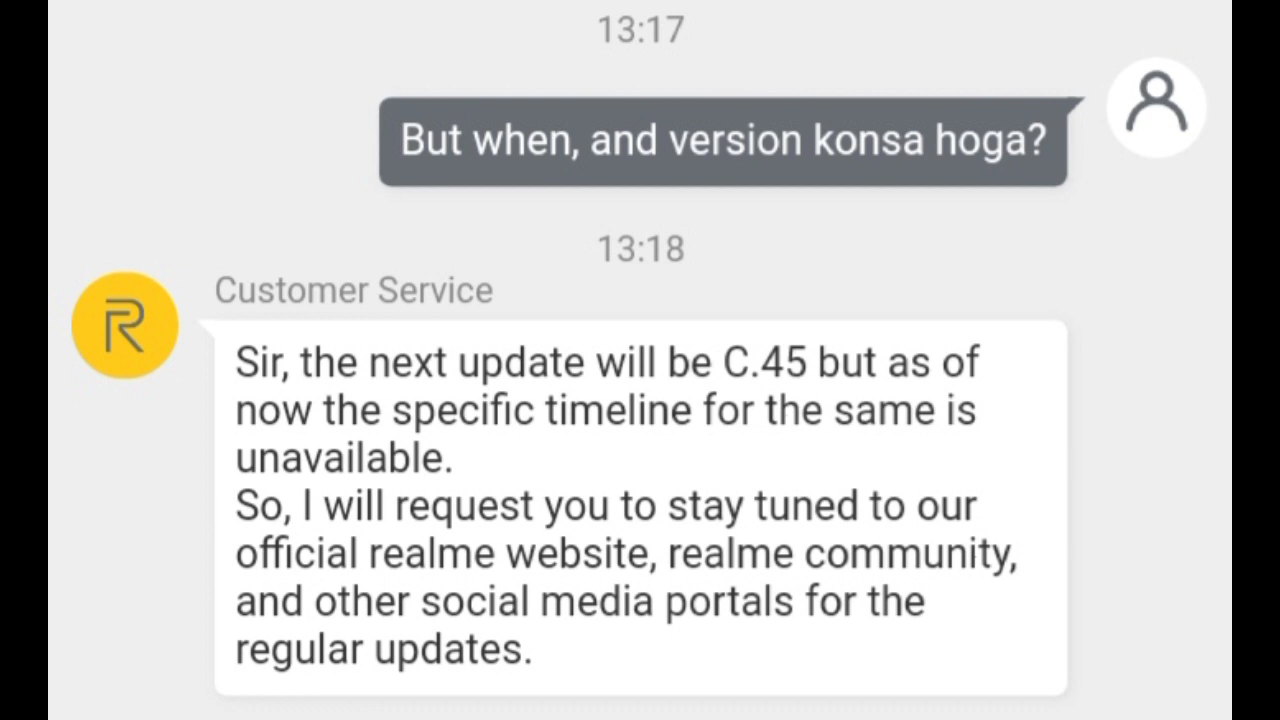 13:17
But when, and version konsa hoga?
13:18
Customer Service
Sir, the next update will be C.45 but as of
now the specific timeline for the same is
unavailable.
So, I will request you to stay tuned to our
official realme website, realme community,
and other social media portals for the
regular updates.